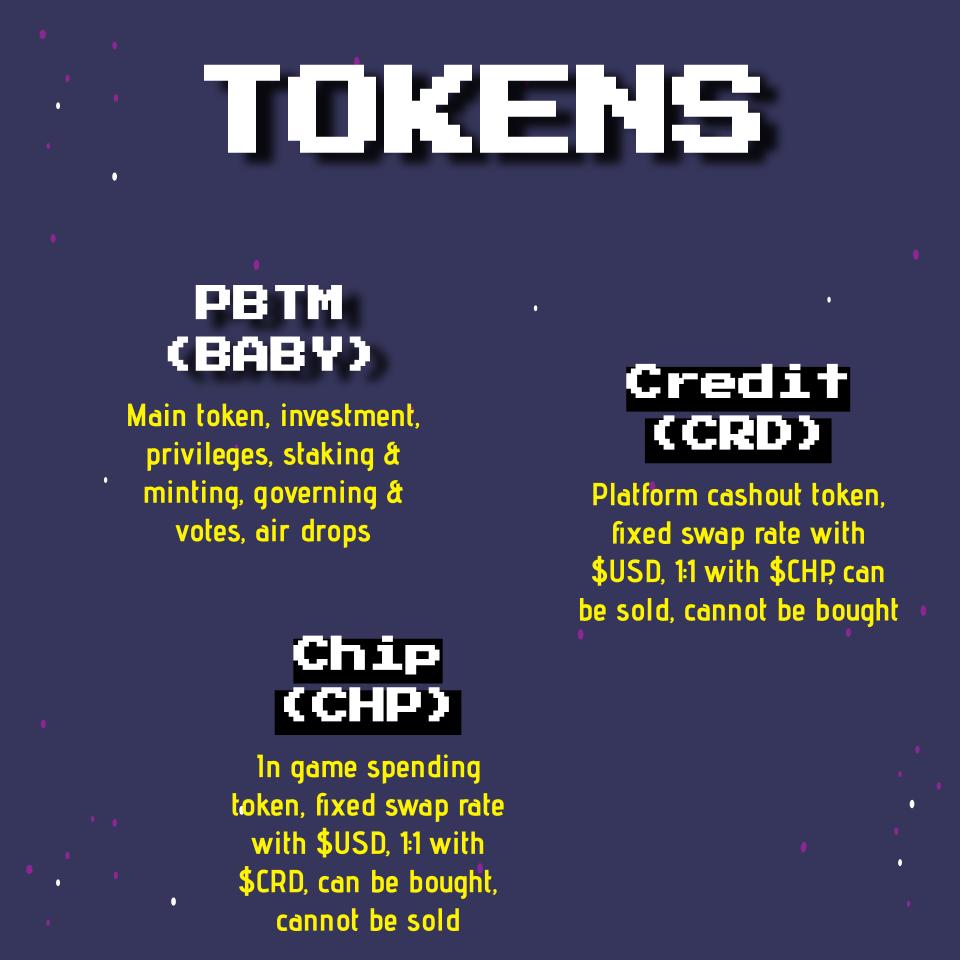 TOKENS
PBTM
(BABY)
Main token, investment,
privileges, staking &
minting, governing &
votes, air drops
Credit
(CRD)
Platform cashout token,
fixed swap rate with
$USD, 1:1 with $CHP, can
be sold, cannot be bought
Chip
(CHP)
In game spending
token, fixed swap rate
with $USD, 1:1 with
$CRD, can be bought,
cannot be sold